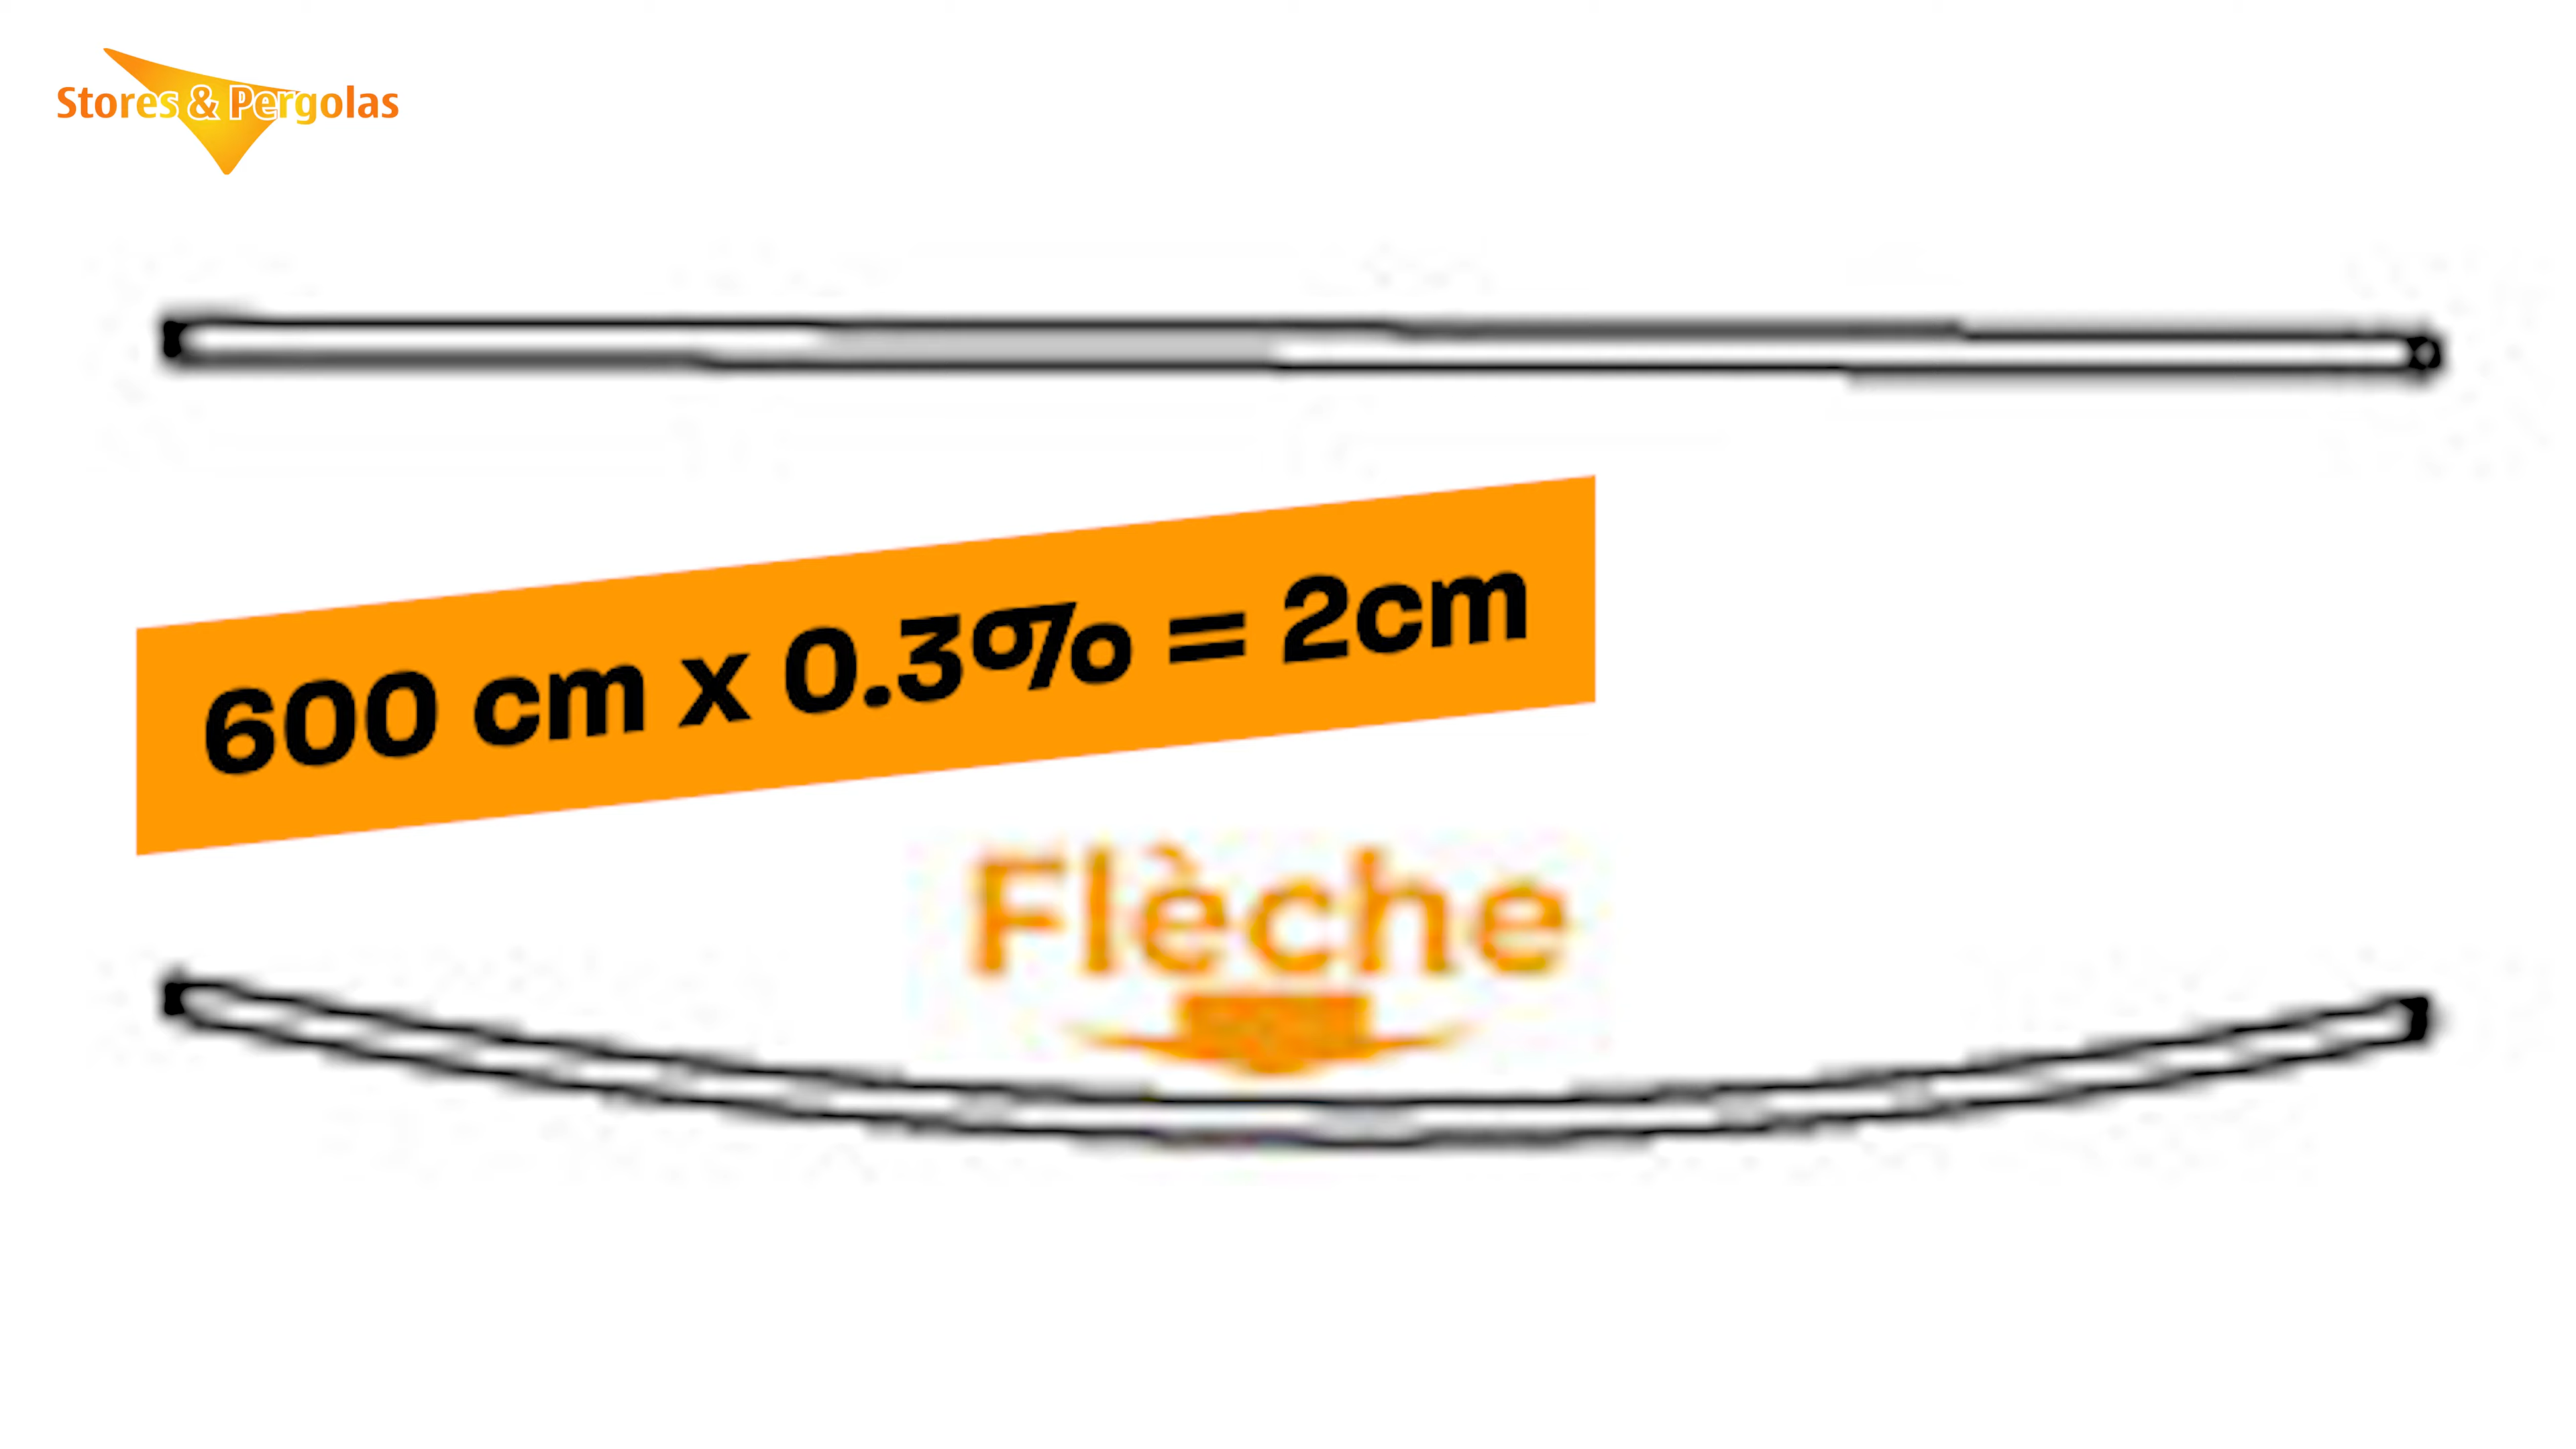 Stores & Pergolas
600 cm x 0.3% = 2cm
Flèche